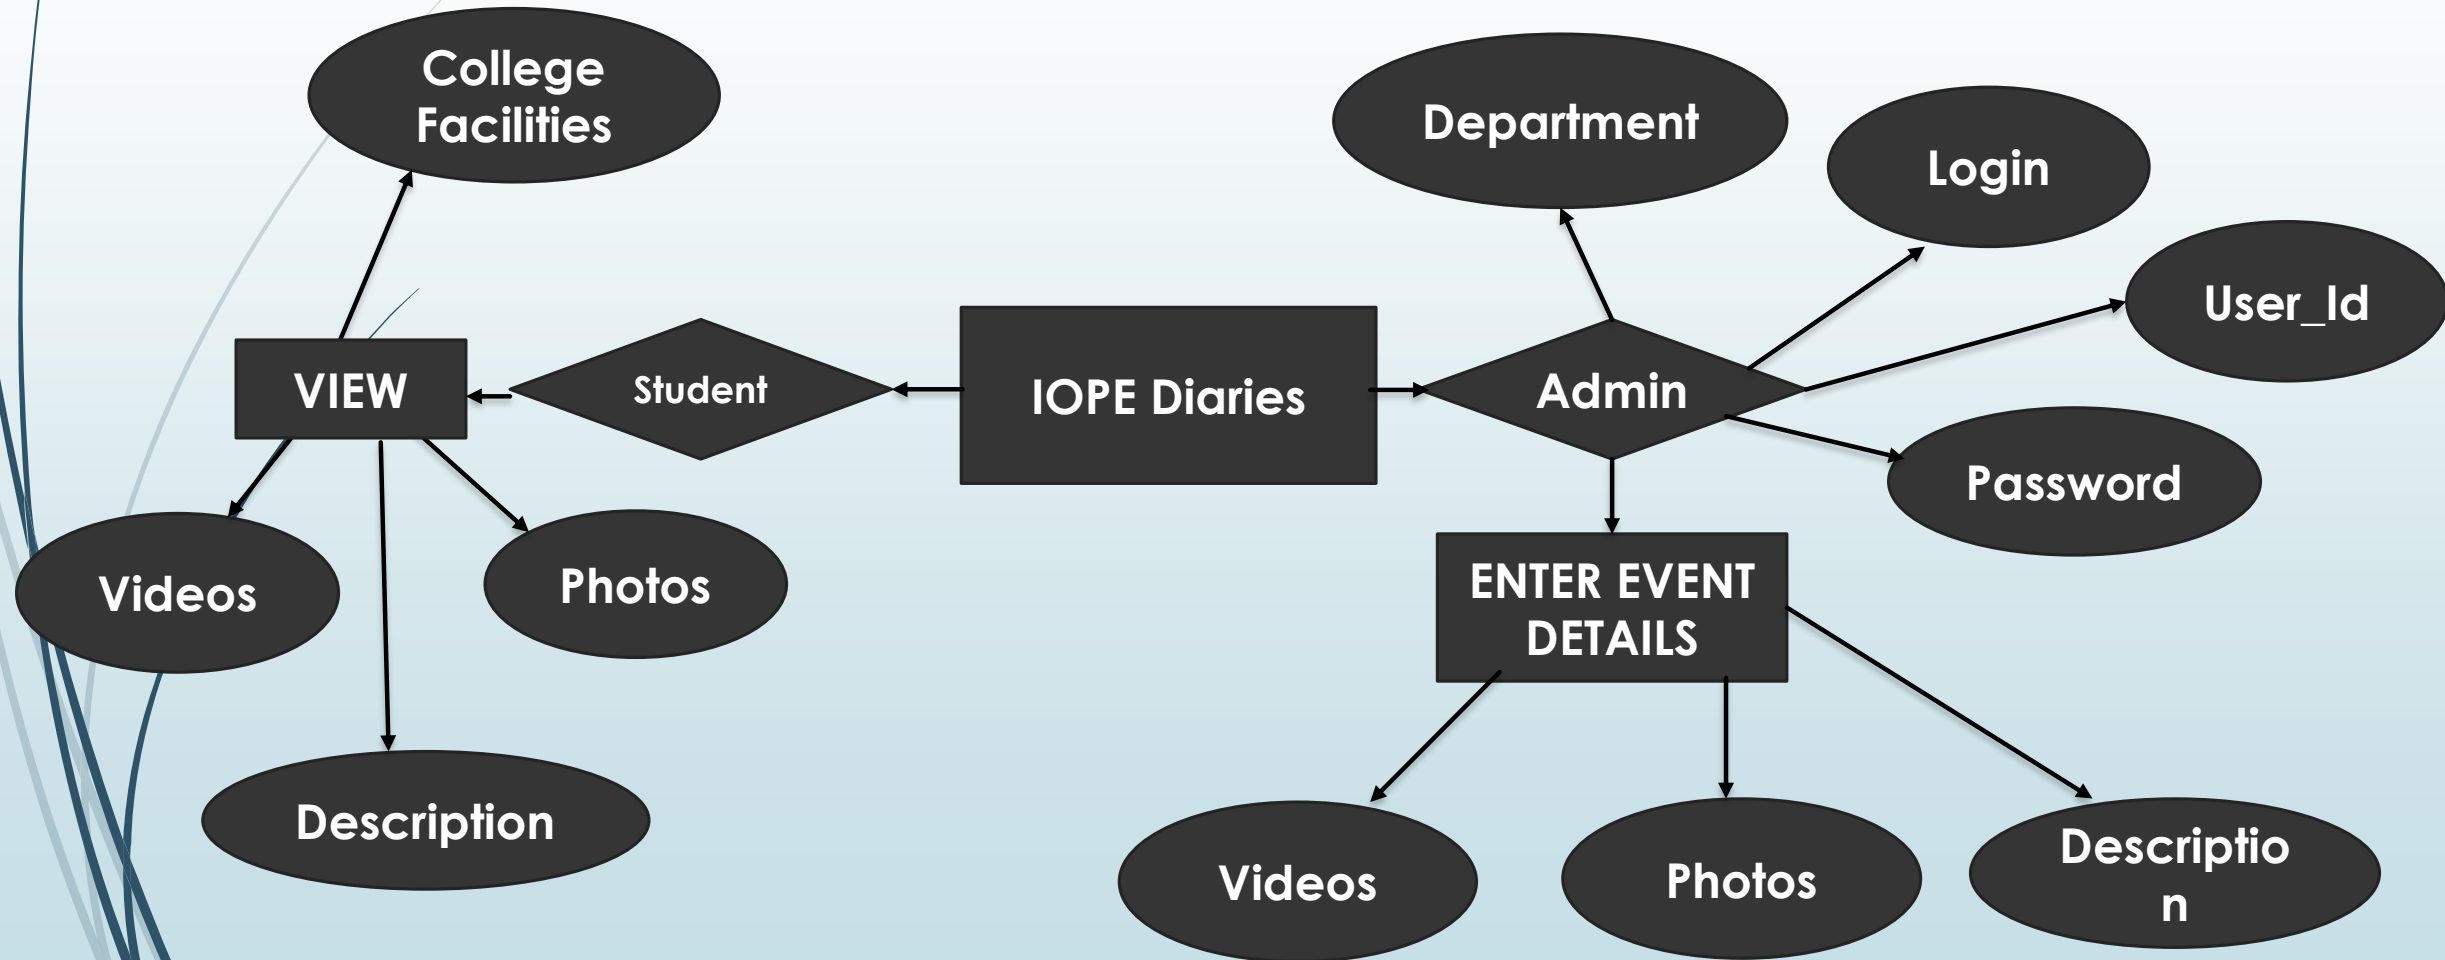 College
Facilities
Department
Login
User_Id
VIEW
Student
IOPE Diaries
Admin
Password
Videos
Photos
ENTER EVENT
DETAILS
Description
Videos
Photos
Descriptio
n